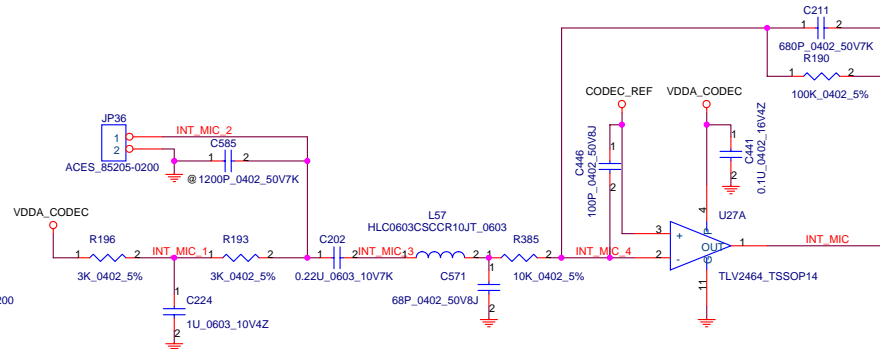 C211
1
2
680P_0402_50V7K
R190
1
2
100K_0402_5%
CODEC_REF
VDDA_CODEC
JP36
1
2
ACES_85205-0200
INT_MIC_2
C585
1
2
@
1200P_0402_50V7K
1
C446
100P_0402_50V8J
2
1
C441
0.1U_0402_16V4Z
2
VDDA_CODEC
R196
1
2
3K_0402_5%
INT_MIC_1
R193
1
2
3K_0402_5%
C202
1
2
0.22U_0603_10V7K
INT_MIC_3
L57
HLC0603CSCCR10JT_0603
C571
1
2
68P_0402_50V8J
R385
1
2
10K_0402_5%
INT_MIC_4
3
+
2
-
4
P
U27A
OUT
1
INT_MIC
G
11
TLV2464_TSSOP14
1
C224
1U_0603_10V4Z
2
200